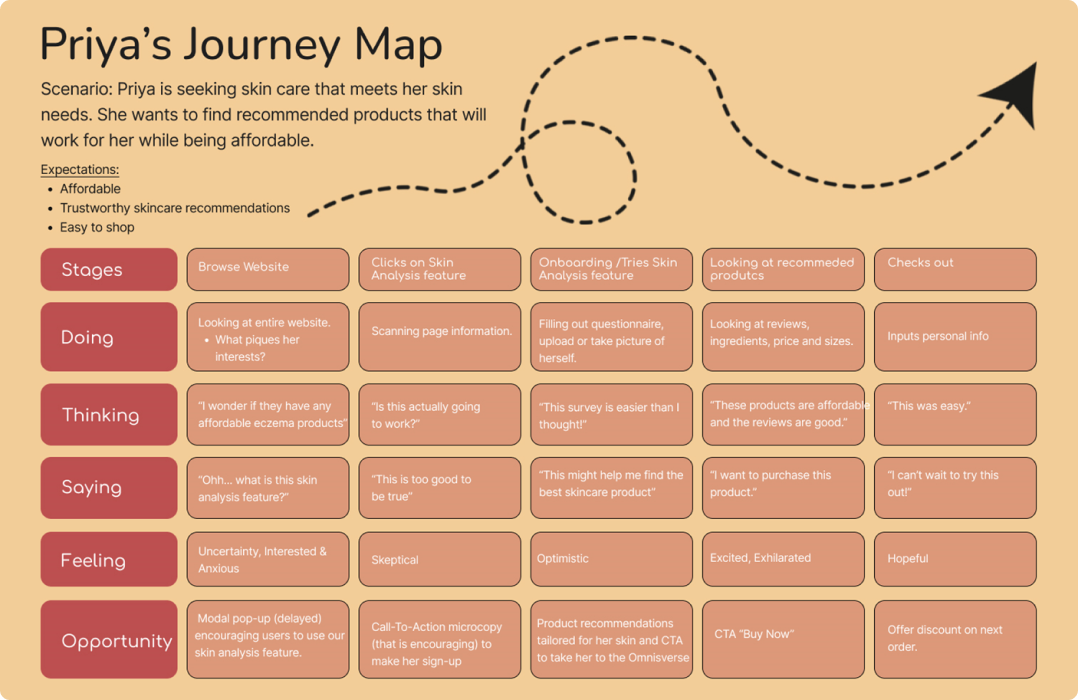 Priya's Journey Map
Scenario: Priya is seeking skin care that meets her skin
needs. She wants to find recommended products that will
work for her while being affordable.
Expectations:
• Affordable
• Trustworthy skincare recommendations
• Easy to shop
Stages
Browse Website
Clicks on Skin
Analysis feature
Onboarding /Tries Skin
Analysis feature
Looking at recommeded
produtcs
Checks out
Doing
Looking at entire website.
• What piques her
interests?
Scanning page information.
Filling out questionnaire,
upload or take picture of
herself.
Looking at reviews,
ingredients, price and sizes.
Inputs personal info
Thinking
“I wonder if they have any
affordable eczema products”
“Is this actually going
to work?”
“This survey is easier than I
thought!”
“These products are affordable
and the reviews are good.”
“This was easy.”
Saying
“Ohh... what is this skin
analysis feature?”
“This is too good to
be true”
“This might help me find the
best skincare product”
“I want to purchase this
product.”
“I can’t wait to try this
out!”
Feeling
Uncertainty, Interested &
Anxious
Skeptical
Optimistic
Excited, Exhilarated
Hopeful
Opportunity
Modal pop-up (delayed)
encouraging users to use our
skin analysis feature.
Call-To-Action microcopy
(that is encouraging) to
make her sign-up
Product recommendations
tailored for her skin and CTA
to take her to the Omnisverse
CTA “Buy Now”
Offer discount on next
order.